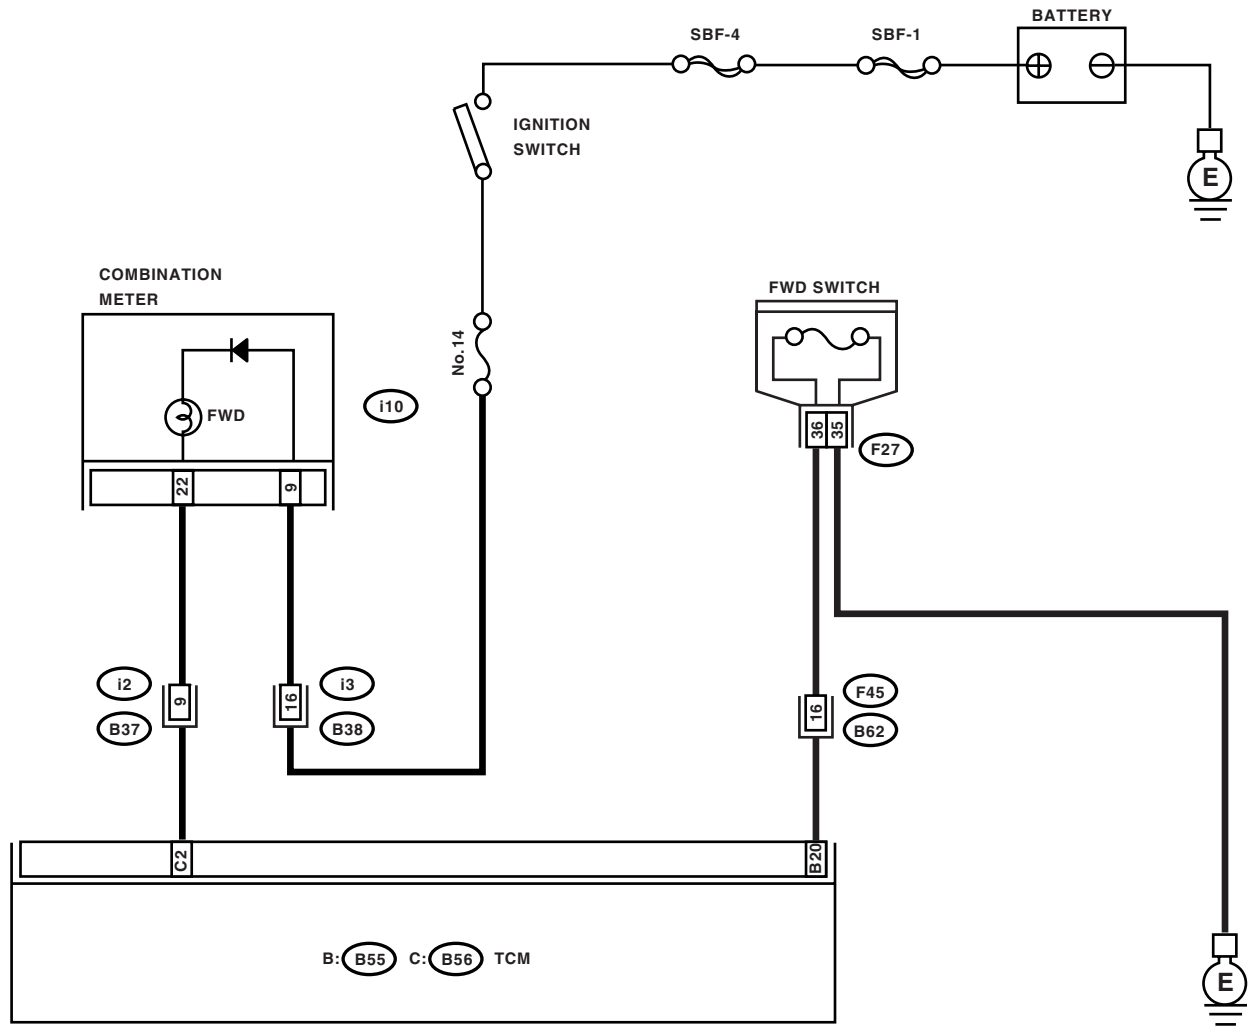 BATTERY
SBF-4
SBF-1
IGNITION
SWITCH
E
COMBINATION
METER
FWD SWITCH
No.14
FWD
i10
36
35
F27
22
9
i2
9
B37
16
i3
B38
F45
16
B62
C2
B20
B: B55 C: B56 TCM
E